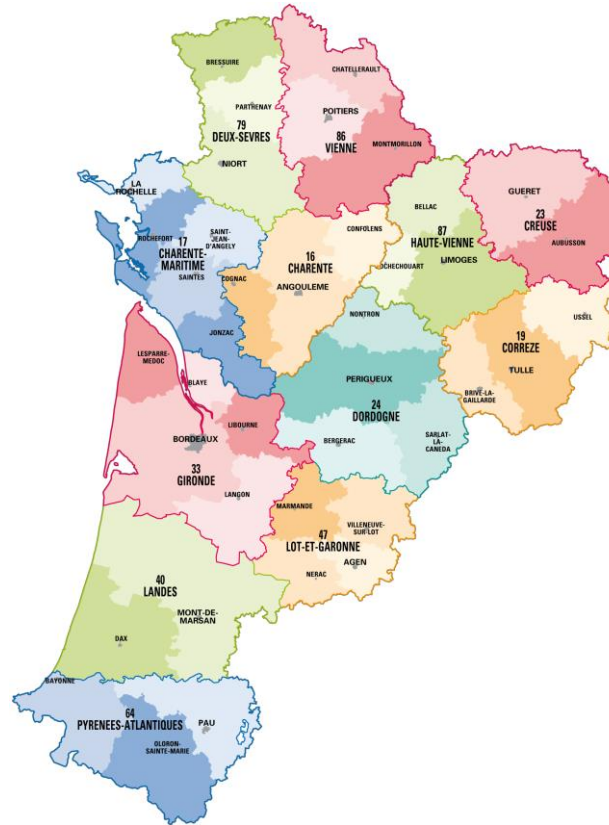 BRESSUIRE
CHATELLERAULT
PARTHENAY
79
DEUX-SEVRES
POITIERS
86
VIENNE
MONTMORILLON
NIORT
LA
ROCHELLE
ROCHEFORT
17
CHARENTE-
MARITIME
SAINT-
JEAN-
D'ANGELY
SAINTES
COGNAC
JONZAC
CONFOLENS
16
CHARENTE
ANGOULEME
BELLAC
87
HAUTE-VIENNE
OCHECHOUART
LIMOGES
GUERET
23
CREUSE
AUBUSSON
USSEL
19
CORREZE
TULLE
BRIVE-LA-
GAILLARDE
NONTRON
PERIGUEUX
24
DORDOGNE
BERGERAC
SARLAT-
LA-
CANEDA
LESPARRE-
MEDOC
BLAYE
LIBOURNE
BORDEAUX
33
GIRONDE
LANGON
MARMANDE
47
LOT-ET-GARONNE
VILLENEUVE-
SUR-LOT
AGEN
NERAC
40
LANDES
MONT-DE-
MARSAN
DAX
BAYONNE
64
PYRENEES-ATLANTIQUES
PAU
OLORON-
SAINTE-MARIE